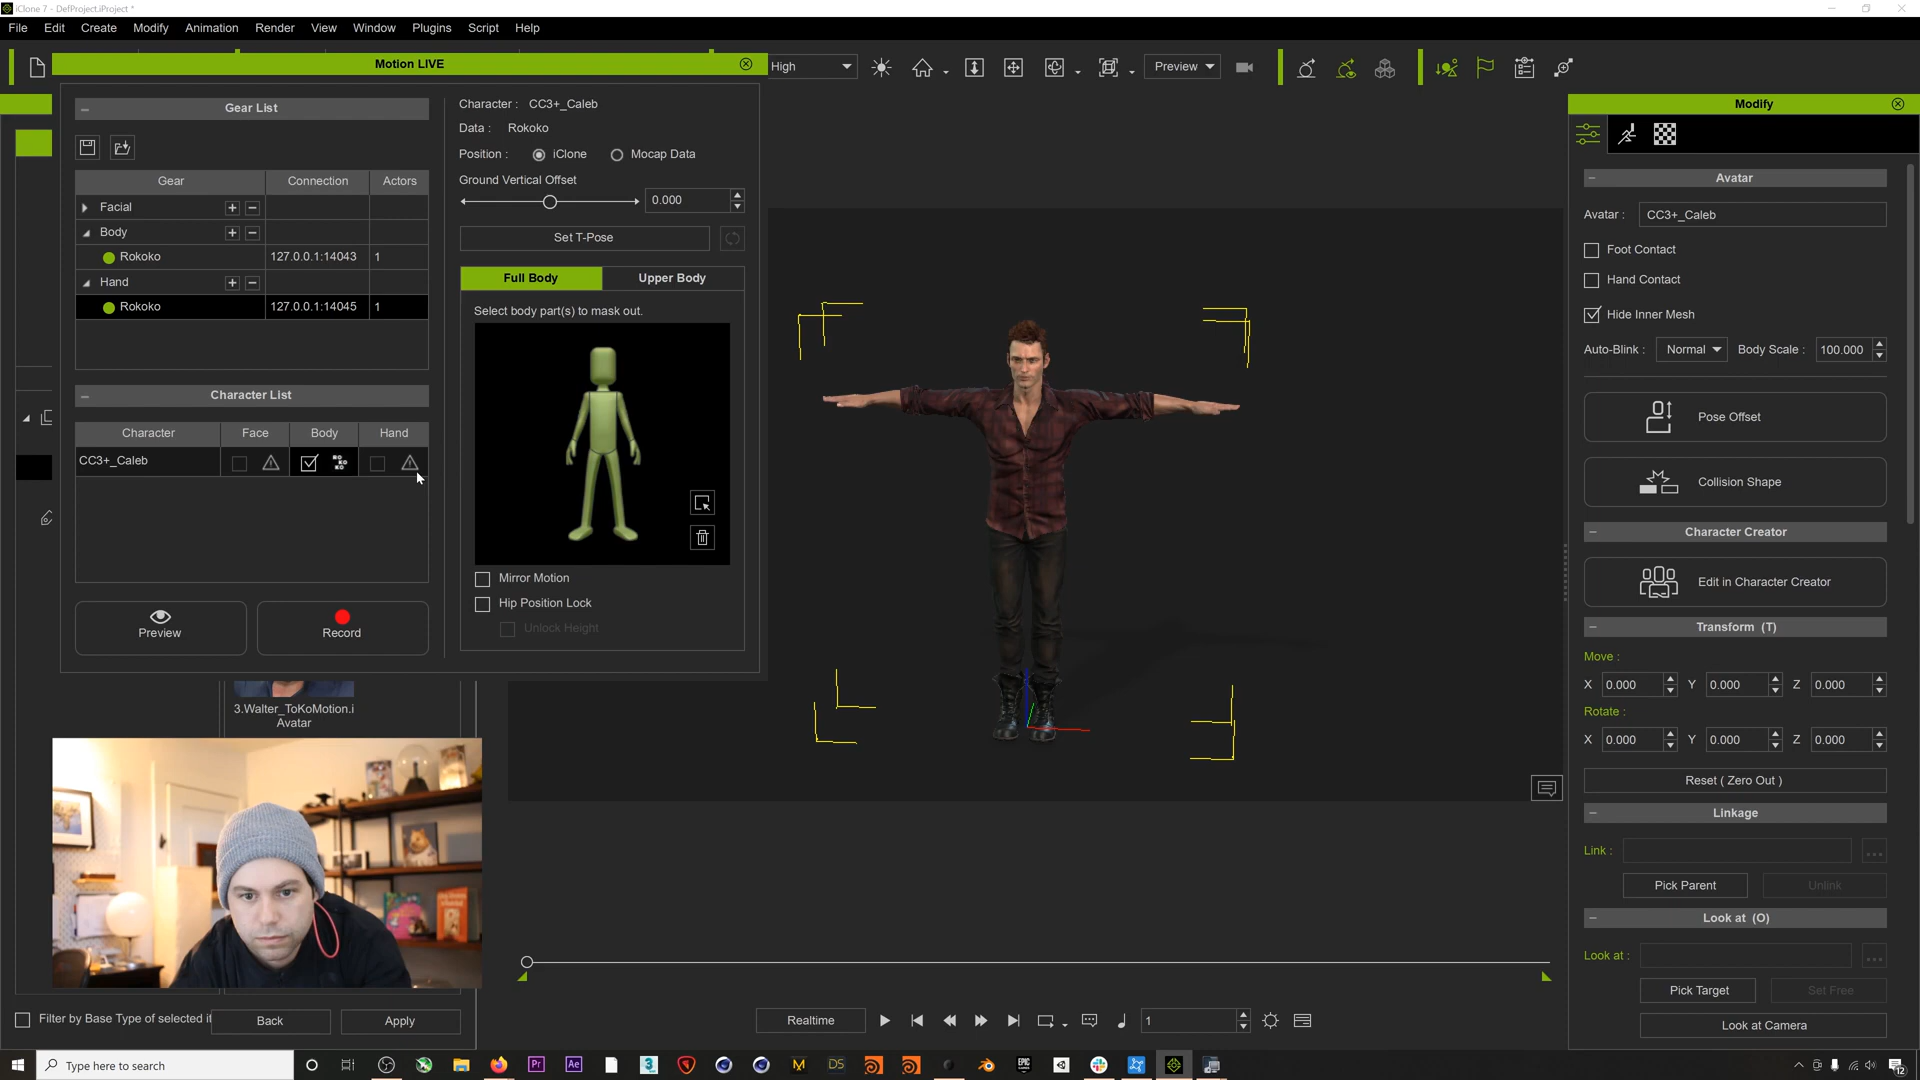 iClone 7 - DefProject.iProject *
File Edit Create Modify Animation Render View Window Plugins Script Help
Motion LIVE
High
Preview
Gear List
Gear Connection Actors
Facial + −
Body + −
Rokoko 127.0.0.1:14043 1
Hand + −
Rokoko 127.0.0.1:14045 1
Character List
Character Face Body Hand
CC3+_Caleb
Preview
Record
Character : CC3+_Caleb
Data : Rokoko
Position : iClone Mocap Data
Ground Vertical Offset
0.000
Set T-Pose
Full Body Upper Body
Select body part(s) to mask out.
Mirror Motion
Hip Position Lock
Unlock Height
3.Walter_ToKoMotion.i
Avatar
Filter by Base Type of selected it
Back Apply
Realtime
1
Modify
Avatar
Avatar : CC3+_Caleb
Foot Contact
Hand Contact
Hide Inner Mesh
Auto-Blink : Normal Body Scale : 100.000
Pose Offset
Collision Shape
Character Creator
Edit in Character Creator
Transform (T)
Move :
X 0.000 Y 0.000 Z 0.000
Rotate :
X 0.000 Y 0.000 Z 0.000
Reset ( Zero Out )
Linkage
Link : ...
Pick Parent Unlink
Look at (O)
Look at : ...
Pick Target Set Free
Look at Camera
Type here to search
Pr Ae 3 M DS EPIC
12